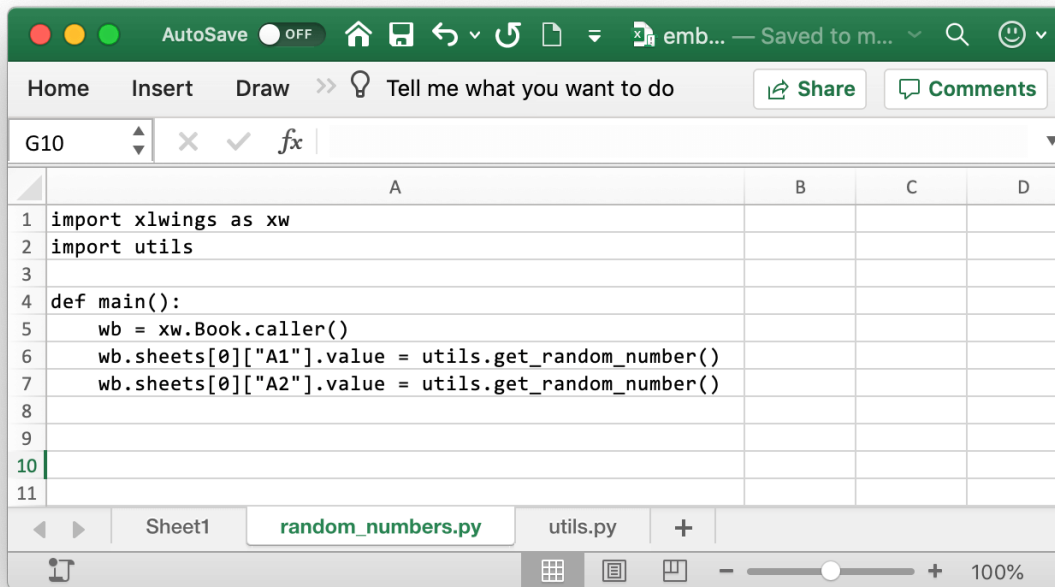 AutoSave OFF emb... — Saved to m...
Home Insert Draw Tell me what you want to do Share Comments
G10 fx
A B C D
1 import xlwings as xw
2 import utils
3
4 def main():
5     wb = xw.Book.caller()
6     wb.sheets[0]["A1"].value = utils.get_random_number()
7     wb.sheets[0]["A2"].value = utils.get_random_number()
8
9
10
11
Sheet1 random_numbers.py utils.py +
100%